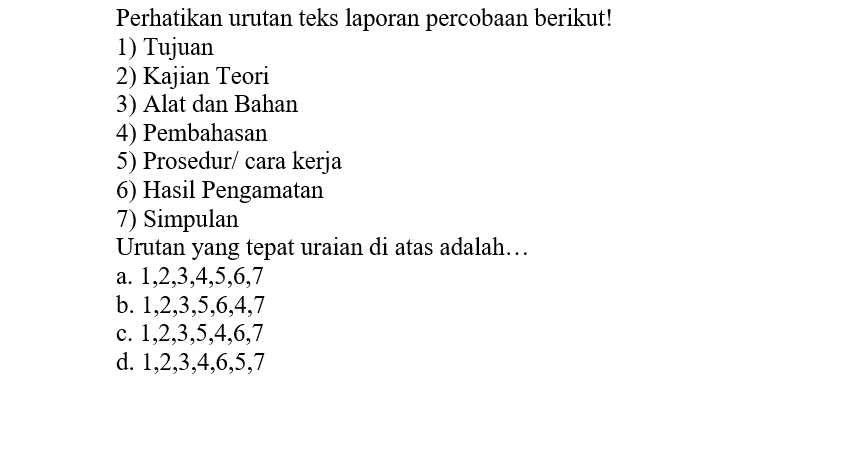 Perhatikan urutan teks laporan percobaan berikut!
1) Tujuan
2) Kajian Teori
3) Alat dan Bahan
4) Pembahasan
5) Prosedur/ cara kerja
6) Hasil Pengamatan
7) Simpulan
Urutan yang tepat uraian di atas adalah…
a. 1,2,3,4,5,6,7
b. 1,2,3,5,6,4,7
c. 1,2,3,5,4,6,7
d. 1,2,3,4,6,5,7